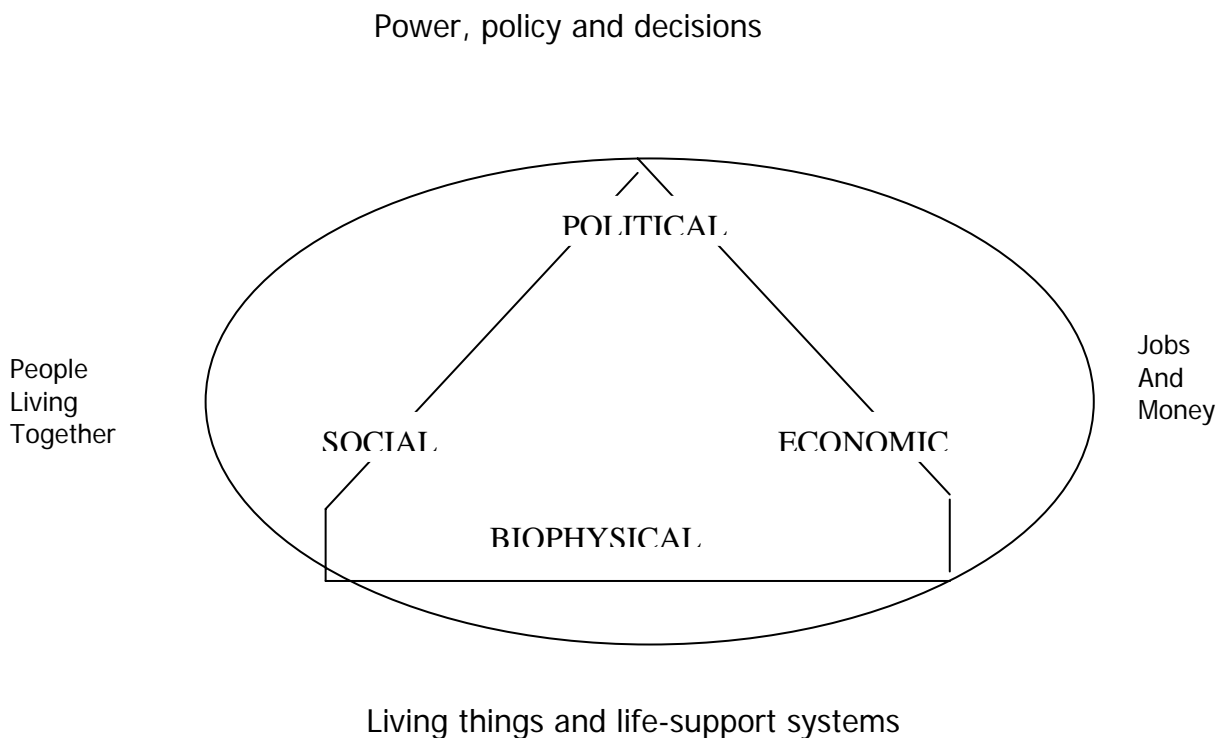 Power, policy and decisions
POLITICAL
People
Living
Together
Jobs
And
Money
SOCIAL
ECONOMIC
BIOPHYSICAL
Living things and life-support systems